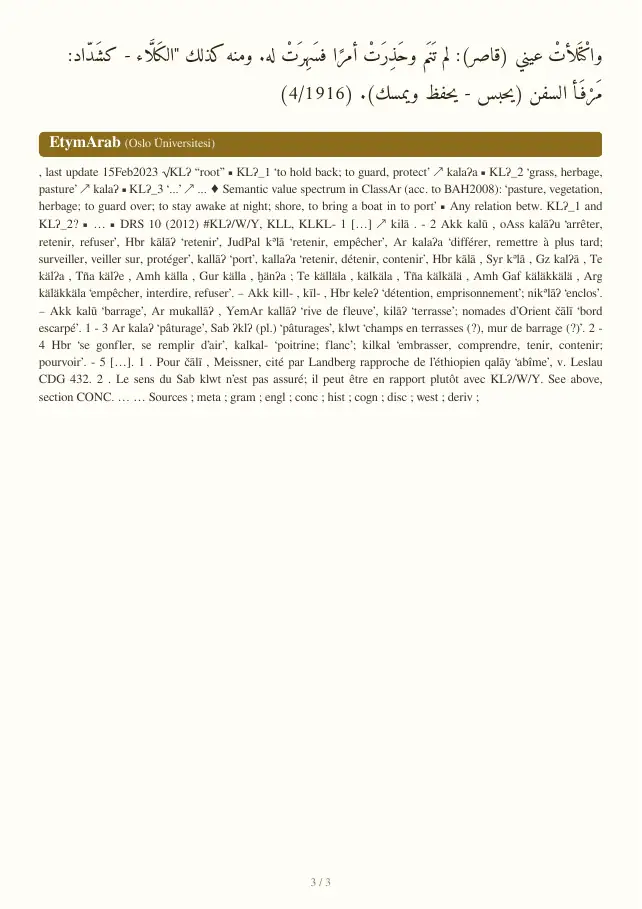 واكْتَلَأتْ عيني (قاصر): لم تَنَم وحَذِرَتْ أمرًا فسَهِرَتْ له. ومنه كذلك "الكَلَّاء - كشَدّاد:
مَرْفَأ السفن (يحبس - يحفظ ويمسك). (4/1916)
EtymArab (Oslo Üniversitesi)
, last update 15Feb2023 √KLʔ “root” ▪ KLʔ_1 ‘to hold back; to guard, protect’ ↗ kalaʔa ▪ KLʔ_2 ‘grass, herbage,
pasture’ ↗ kalaʔ ▪ KLʔ_3 ‘...’ ↗ ... ♦ Semantic value spectrum in ClassAr (acc. to BAH2008): ‘pasture, vegetation,
herbage; to guard over; to stay awake at night; shore, to bring a boat in to port’ ▪ Any relation betw. KLʔ_1 and
KLʔ_2? ▪ … ▪ DRS 10 (2012) #KLʔ/W/Y, KLL, KLKL- 1 […] ↗ kilā . - 2 Akk kalū , oAss kalāʔu ‘arrêter,
retenir, refuser’, Hbr kālāʔ ‘retenir’, JudPal kᵊlā ‘retenir, empêcher’, Ar kalaʔa ‘différer, remettre à plus tard;
surveiller, veiller sur, protéger’, kallāʔ ‘port’, kallaʔa ‘retenir, détenir, contenir’, Hbr kālā , Syr kᵊlā , Gz kalʔā , Te
kälʔa , Tña kälʔe , Amh källa , Gur källa , ḫänʔa ; Te källäla , kälkäla , Tña kälkälä , Amh Gaf käläkkälä , Arg
käläkkäla ‘empêcher, interdire, refuser’. – Akk kill- , kīl- , Hbr keleʔ ‘détention, emprisonnement’; nikᵊlāʔ ‘enclos’.
– Akk kalū ‘barrage’, Ar mukallāʔ , YemAr kallāʔ ‘rive de fleuve’, kilāʔ ‘terrasse’; nomades d’Orient čālī ‘bord
escarpé’. 1 - 3 Ar kalaʔ ‘pâturage’, Sab ʔklʔ (pl.) ‘pâturages’, klwt ‘champs en terrasses (?), mur de barrage (?)’. 2 -
4 Hbr ‘se gonfler, se remplir d’air’, kalkal- ‘poitrine; flanc’; kilkal ‘embrasser, comprendre, tenir, contenir;
pourvoir’. - 5 […]. 1 . Pour čālī , Meissner, cité par Landberg rapproche de l’éthiopien qalāy ‘abîme’, v. Leslau
CDG 432. 2 . Le sens du Sab klwt n’est pas assuré; il peut être en rapport plutôt avec KLʔ/W/Y. See above,
section CONC. … … Sources ; meta ; gram ; engl ; conc ; hist ; cogn ; disc ; west ; deriv ;
3 / 3